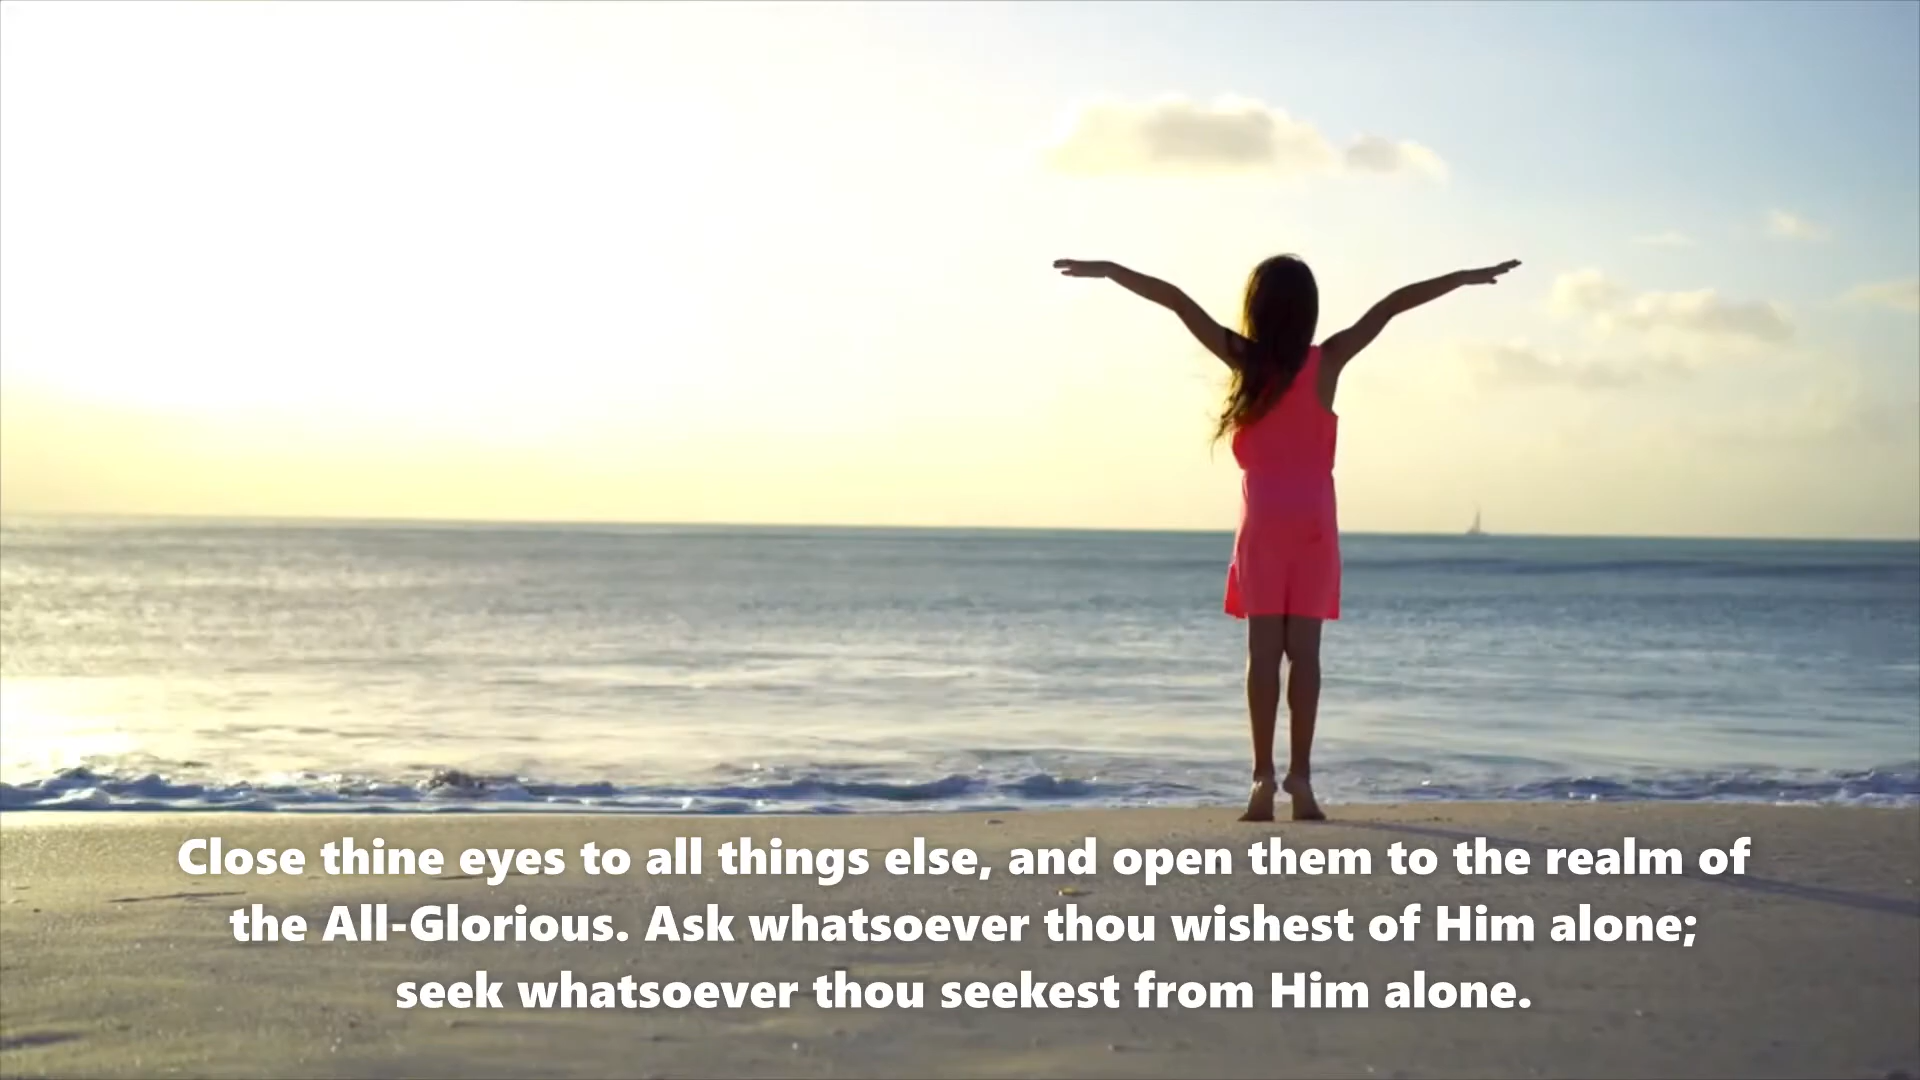 Close thine eyes to all things else, and open them to the realm of
the All-Glorious. Ask whatsoever thou wishest of Him alone;
seek whatsoever thou seekest from Him alone.